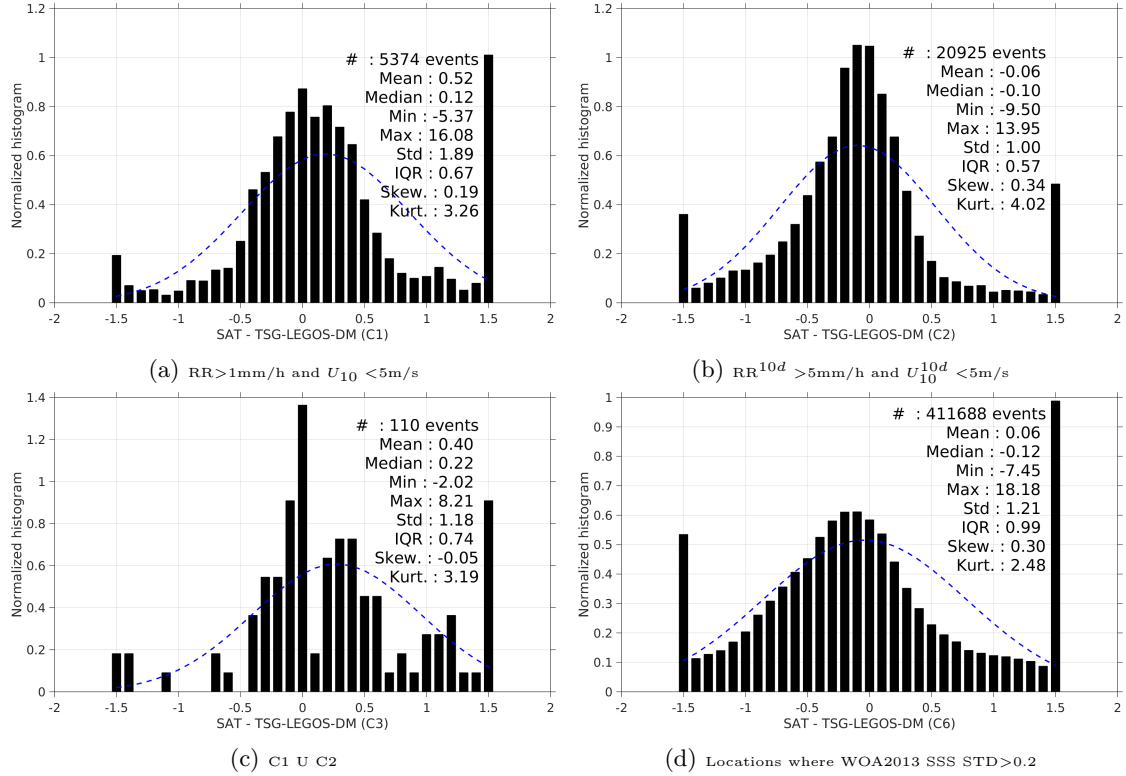 1.2
1
0.8
0.6
0.4
0.2
0
Normalized histogram
# : 5374 events
Mean : 0.52
Median : 0.12
Min : -5.37
Max : 16.08
Std : 1.89
IQR : 0.67
Skew. : 0.19
Kurt. : 3.26
-2 -1.5 -1 -0.5 0 0.5 1 1.5 2
SAT - TSG-LEGOS-DM (C1)
(a) RR>1mm/h and U10 <5m/s
1.2
1
0.8
0.6
0.4
0.2
0
Normalized histogram
# : 20925 events
Mean : -0.06
Median : -0.10
Min : -9.50
Max : 13.95
Std : 1.00
IQR : 0.57
Skew. : 0.34
Kurt. : 4.02
-2 -1.5 -1 -0.5 0 0.5 1 1.5 2
SAT - TSG-LEGOS-DM (C2)
(b) RR10d >5mm/h and U10d10 <5m/s
1.4
1.2
1
0.8
0.6
0.4
0.2
0
Normalized histogram
# : 110 events
Mean : 0.40
Median : 0.22
Min : -2.02
Max : 8.21
Std : 1.18
IQR : 0.74
Skew. : -0.05
Kurt. : 3.19
-2 -1.5 -1 -0.5 0 0.5 1 1.5 2
SAT - TSG-LEGOS-DM (C3)
(c) C1 U C2
1
0.9
0.8
0.7
0.6
0.5
0.4
0.3
0.2
0.1
0
Normalized histogram
# : 411688 events
Mean : 0.06
Median : -0.12
Min : -7.45
Max : 18.18
Std : 1.21
IQR : 0.99
Skew. : 0.30
Kurt. : 2.48
-2 -1.5 -1 -0.5 0 0.5 1 1.5 2
SAT - TSG-LEGOS-DM (C6)
(d) Locations where WOA2013 SSS STD>0.2